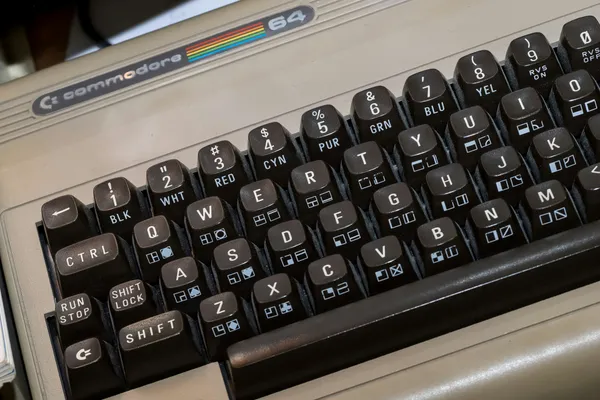 commodore 64
← ! 1 BLK " 2 WHT # 3 RED $ 4 CYN % 5 PUR & 6 GRN ' 7 BLU ( 8 YEL ) 9 RVS ON 0 RVS OFF
CTRL Q W E R T Y U I O
RUN STOP SHIFT LOCK A S D F G H J K
C= SHIFT Z X C V B N M <